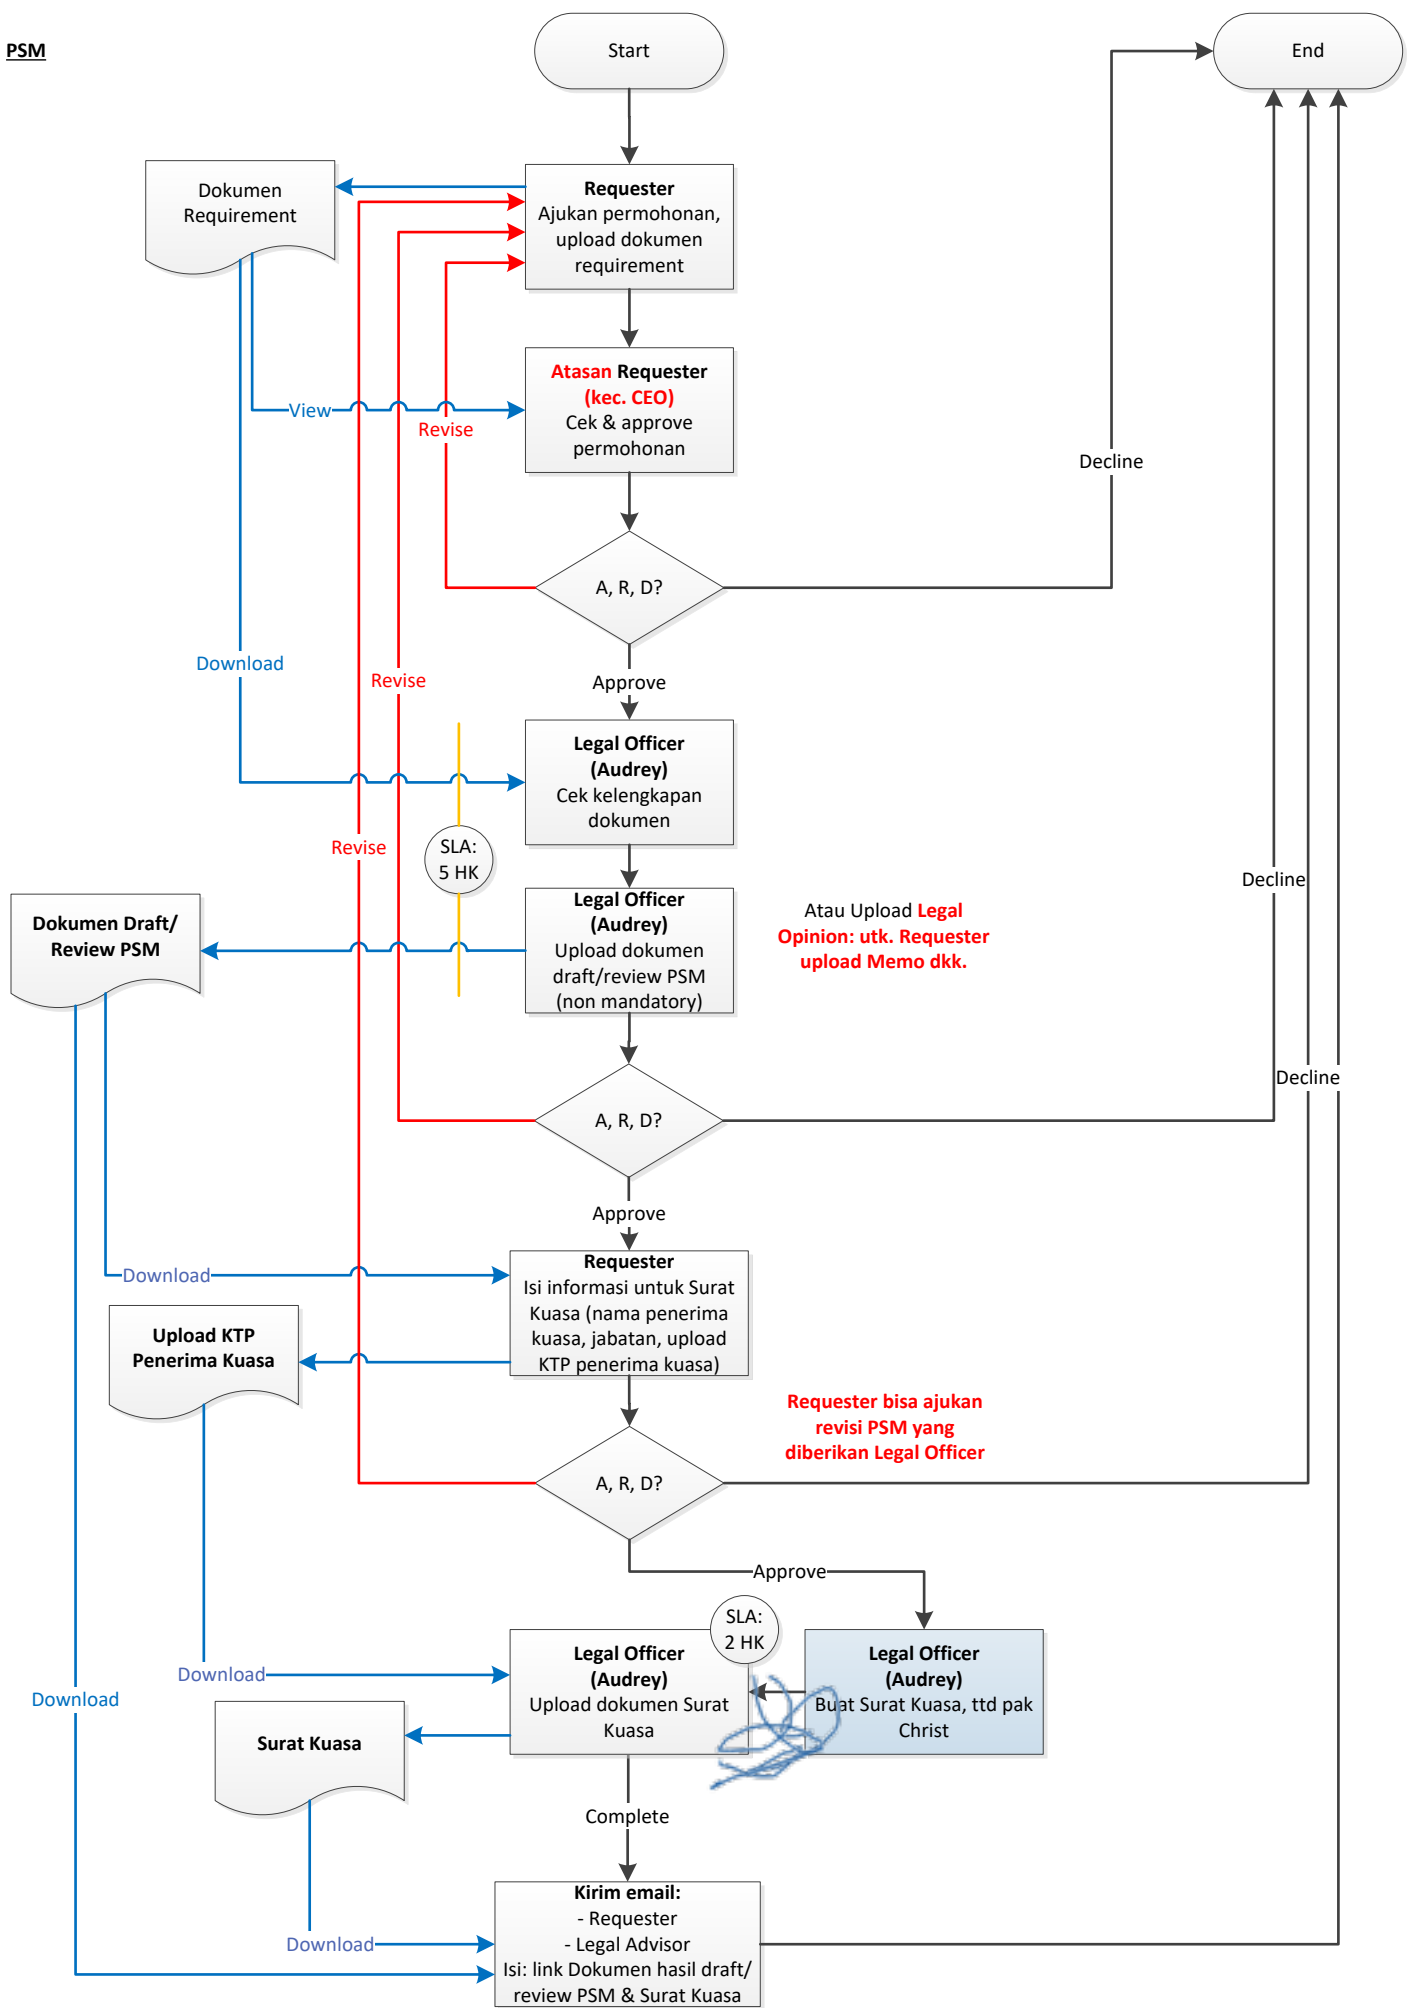 PSM
Start
End
Dokumen
Requirement
Requester
Ajukan permohonan,
upload dokumen
requirement
Atasan Requester
(kec. CEO)
Cek & approve
permohonan
View
Revise
Decline
A, R, D?
Download
Revise
Approve
Legal Officer
(Audrey)
Cek kelengkapan
dokumen
Revise
SLA:
5 HK
Decline
Dokumen Draft/
Review PSM
Legal Officer
(Audrey)
Upload dokumen
draft/review PSM
(non mandatory)
Atau Upload Legal
Opinion: utk. Requester
upload Memo dkk.
Decline
A, R, D?
Approve
Download
Requester
Isi informasi untuk Surat
Kuasa (nama penerima
kuasa, jabatan, upload
KTP penerima kuasa)
Upload KTP
Penerima Kuasa
Requester bisa ajukan
revisi PSM yang
diberikan Legal Officer
A, R, D?
Approve
SLA:
2 HK
Legal Officer
(Audrey)
Upload dokumen Surat
Kuasa
Legal Officer
(Audrey)
Buat Surat Kuasa, ttd pak
Christ
Download
Download
Surat Kuasa
Complete
Kirim email:
- Requester
- Legal Advisor
Isi: link Dokumen hasil draft/
review PSM & Surat Kuasa
Download